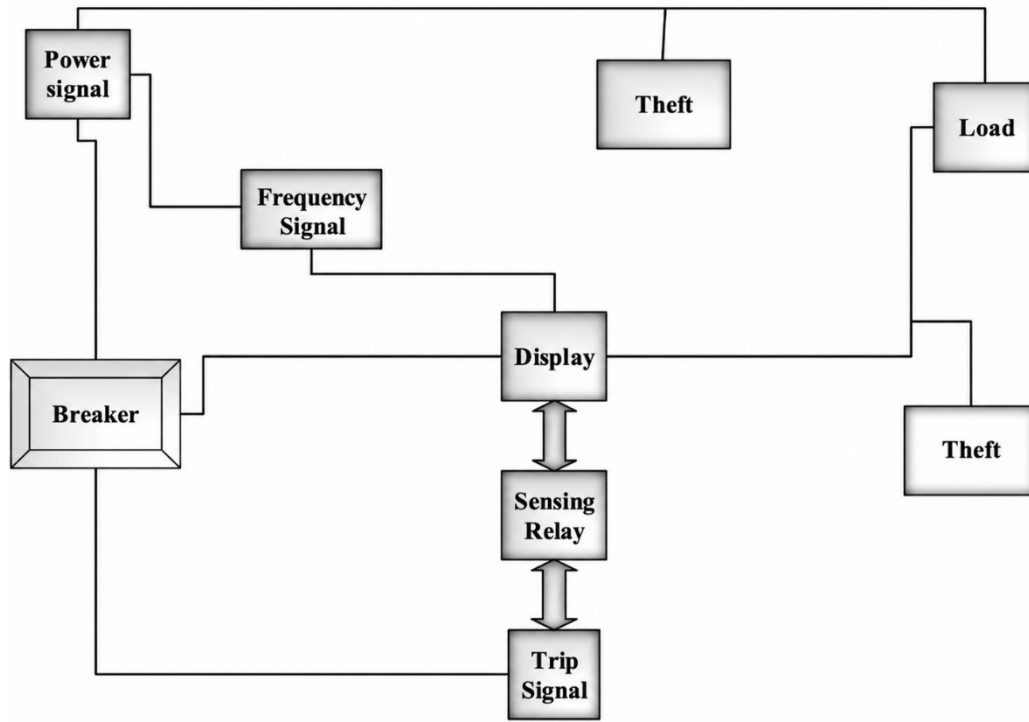 Power
signal
Theft
Load
Frequency
Signal
Display
Breaker
Theft
Sensing
Relay
Trip
Signal